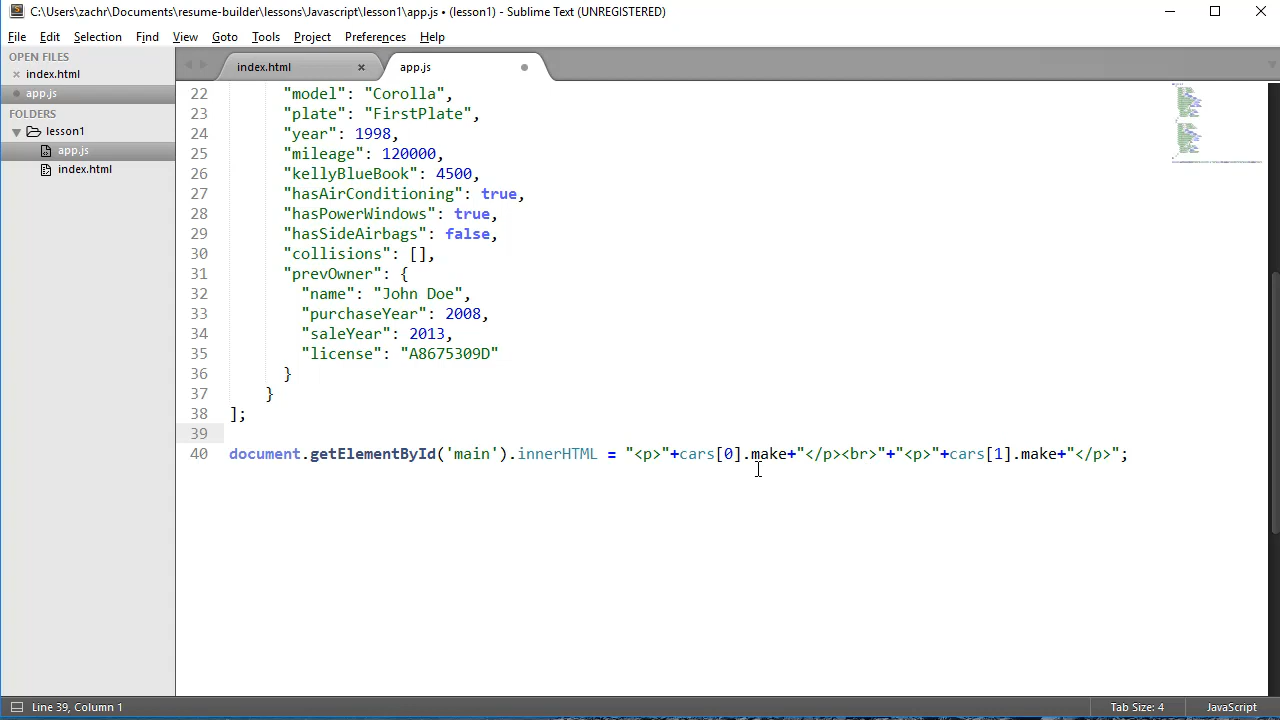 C:\Users\zachr\Documents\resume-builder\lessons\Javascript\lesson1\app.js • (lesson1) - Sublime Text (UNREGISTERED)
File Edit Selection Find View Goto Tools Project Preferences Help
OPEN FILES
index.html
app.js
FOLDERS
lesson1
app.js
index.html
index.html app.js
22 "model": "Corolla",
23 "plate": "FirstPlate",
24 "year": 1998,
25 "mileage": 120000,
26 "kellyBlueBook": 4500,
27 "hasAirConditioning": true,
28 "hasPowerWindows": true,
29 "hasSideAirbags": false,
30 "collisions": [],
31 "prevOwner": {
32 "name": "John Doe",
33 "purchaseYear": 2008,
34 "saleYear": 2013,
35 "license": "A8675309D"
36 }
37 }
38 ];
39
40 document.getElementById('main').innerHTML = "<p>"+cars[0].make+"</p><br>"+"<p>"+cars[1].make+"</p>";
Line 39, Column 1 Tab Size: 4 JavaScript